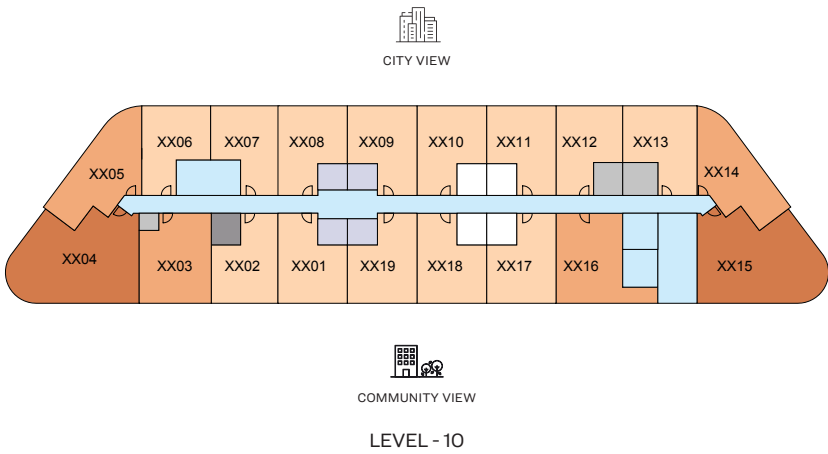 CITY VIEW
XX06 XX07 XX08 XX09 XX10 XX11 XX12 XX13
XX05 XX14
XX04 XX03 XX02 XX01 XX19 XX18 XX17 XX16 XX15
COMMUNITY VIEW
LEVEL - 10